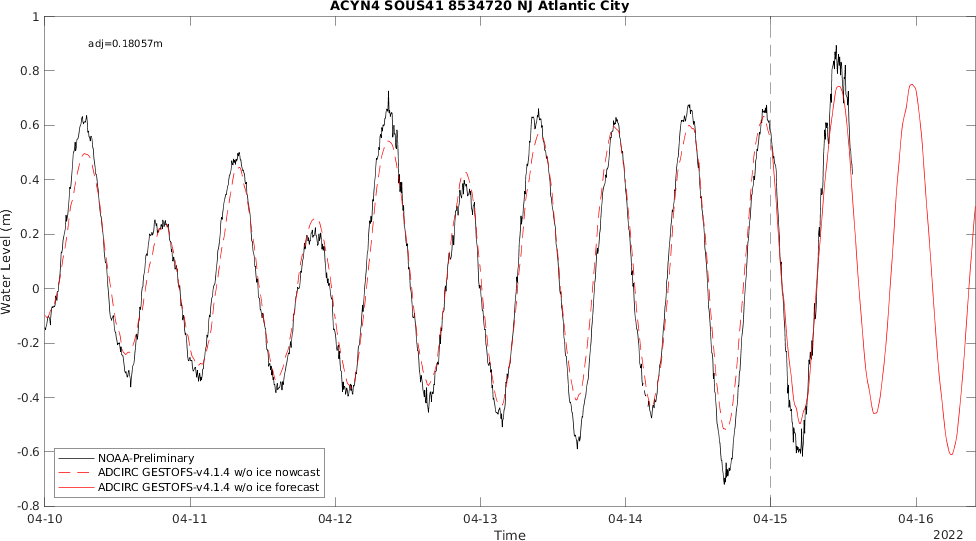 ACYN4 SOUS41 8534720 NJ Atlantic City
adj=0.18057m
1
0.8
0.6
0.4
0.2
0
-0.2
-0.4
-0.6
-0.8
Water Level (m)
NOAA-Preliminary
ADCIRC GESTOFS-v4.1.4 w/o ice nowcast
ADCIRC GESTOFS-v4.1.4 w/o ice forecast
04-10 04-11 04-12 04-13 04-14 04-15 04-16
Time
2022